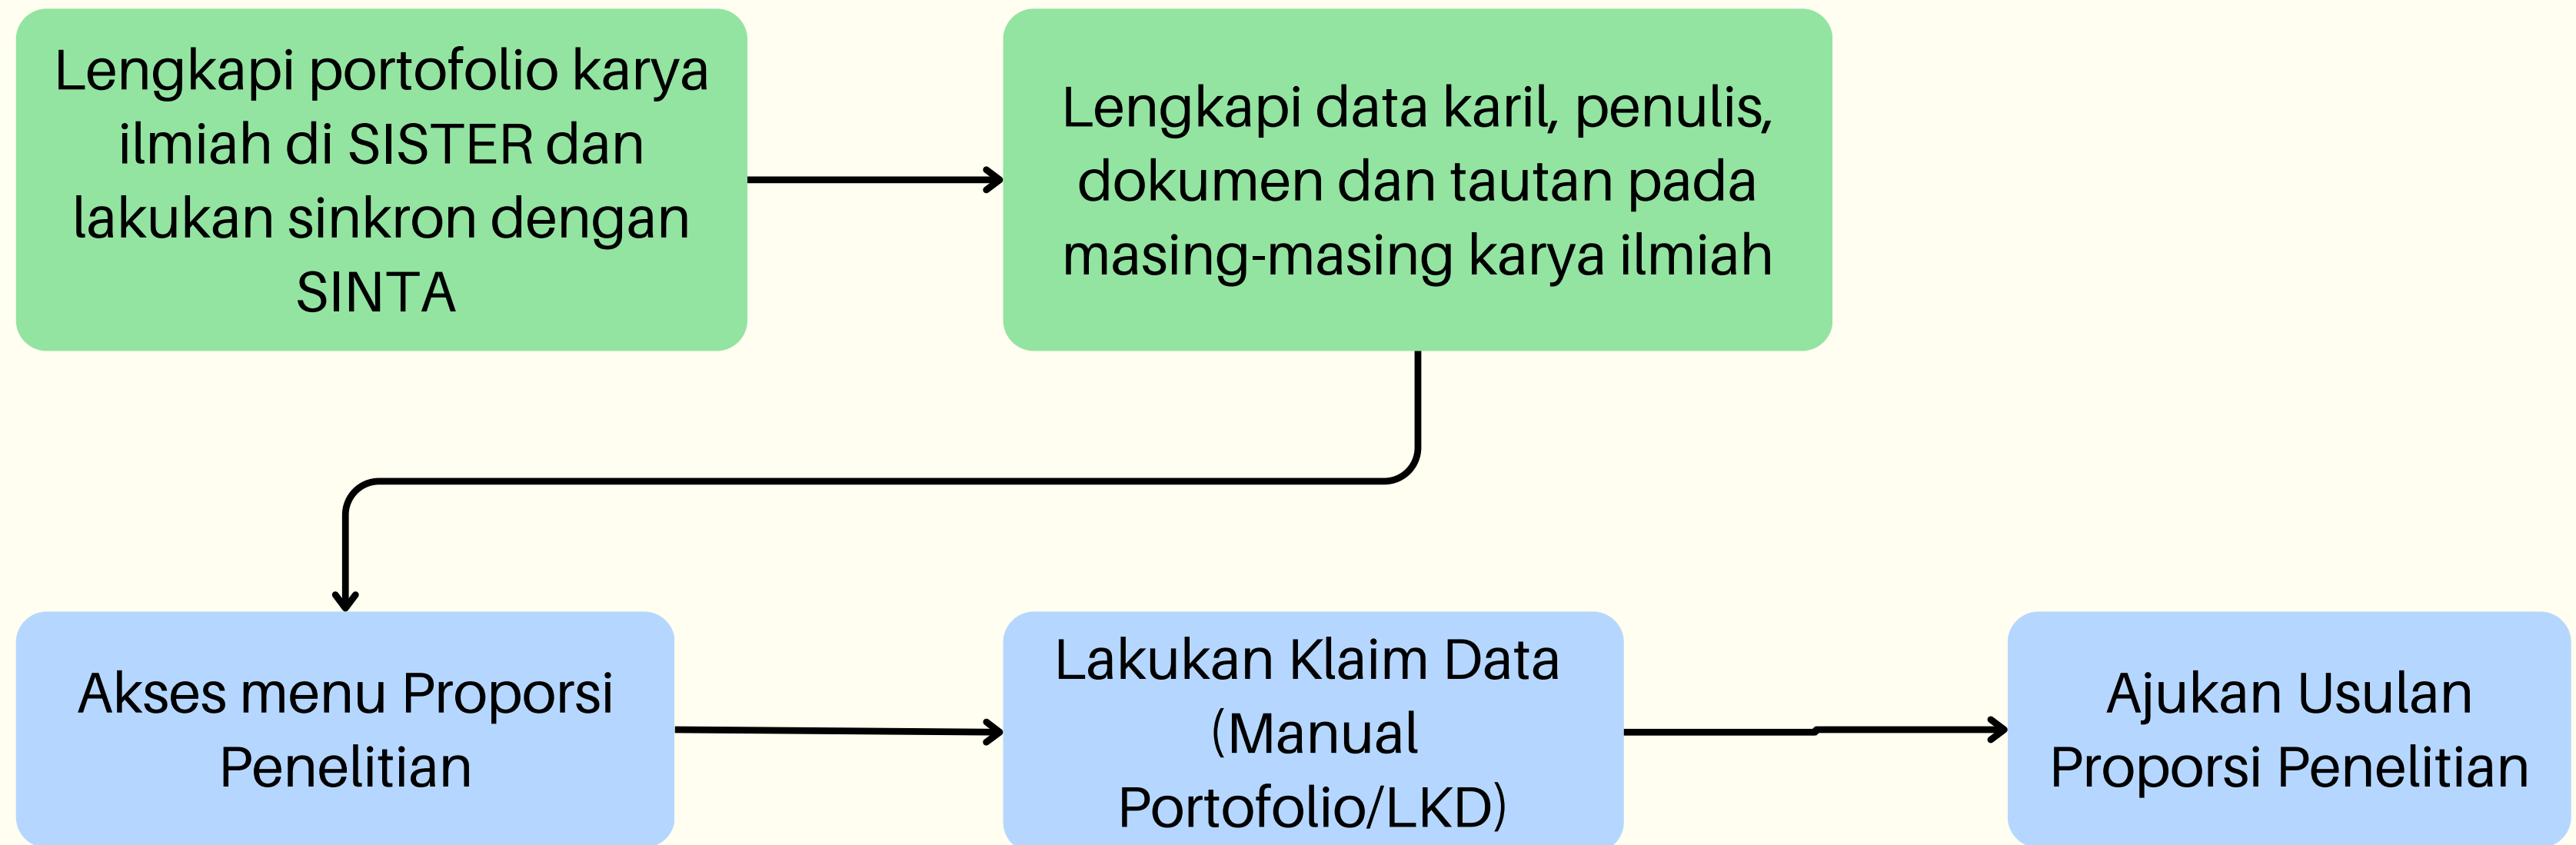 Lengkapi portofolio karya
ilmiah di SISTER dan
lakukan sinkron dengan
SINTA
Lengkapi data karil, penulis,
dokumen dan tautan pada
masing-masing karya ilmiah
Akses menu Proporsi
Penelitian
Lakukan Klaim Data
(Manual
Portofolio/LKD)
Ajukan Usulan
Proporsi Penelitian